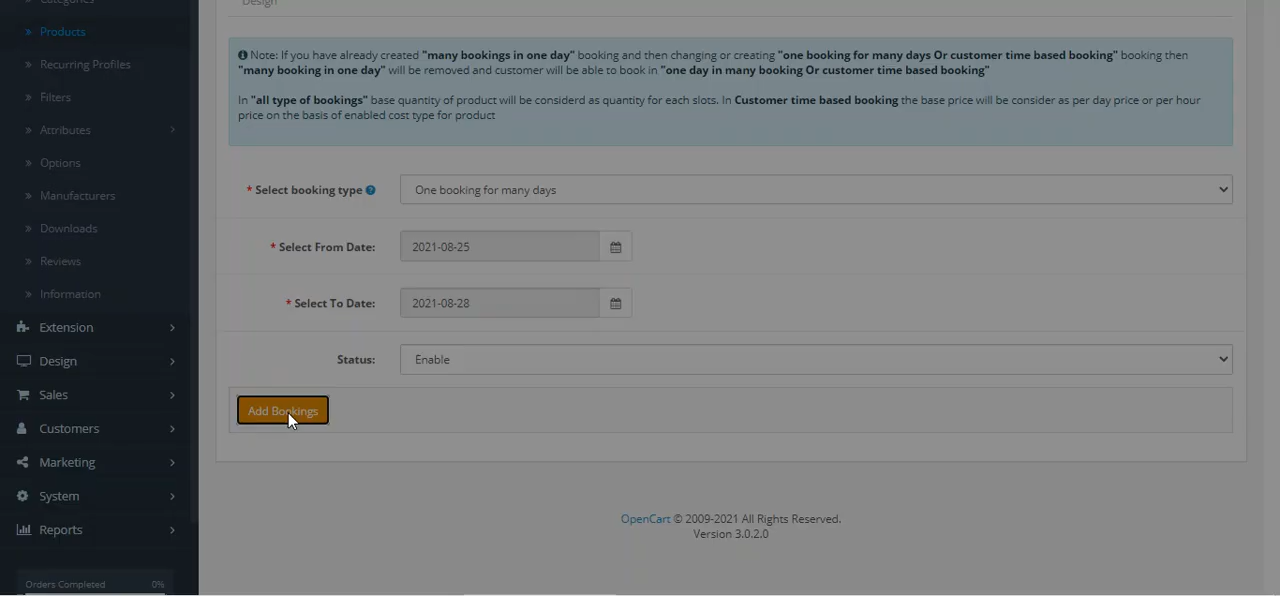 Categories
Products
Recurring Profiles
Filters
Attributes
Options
Manufacturers
Downloads
Reviews
Information
Extension
Design
Sales
Customers
Marketing
System
Reports
Orders Completed 0%
Design
Note: If you have already created "many bookings in one day" booking and then changing or creating "one booking for many days Or customer time based booking" booking then
"many booking in one day" will be removed and customer will be able to book in "one day in many booking Or customer time based booking"
In "all type of bookings" base quantity of product will be considerd as quantity for each slots. In Customer time based booking the base price will be consider as per day price or per hour
price on the basis of enabled cost type for product
* Select booking type One booking for many days
* Select From Date: 2021-08-25
* Select To Date: 2021-08-28
Status: Enable
Add Bookings
OpenCart © 2009-2021 All Rights Reserved.
Version 3.0.2.0